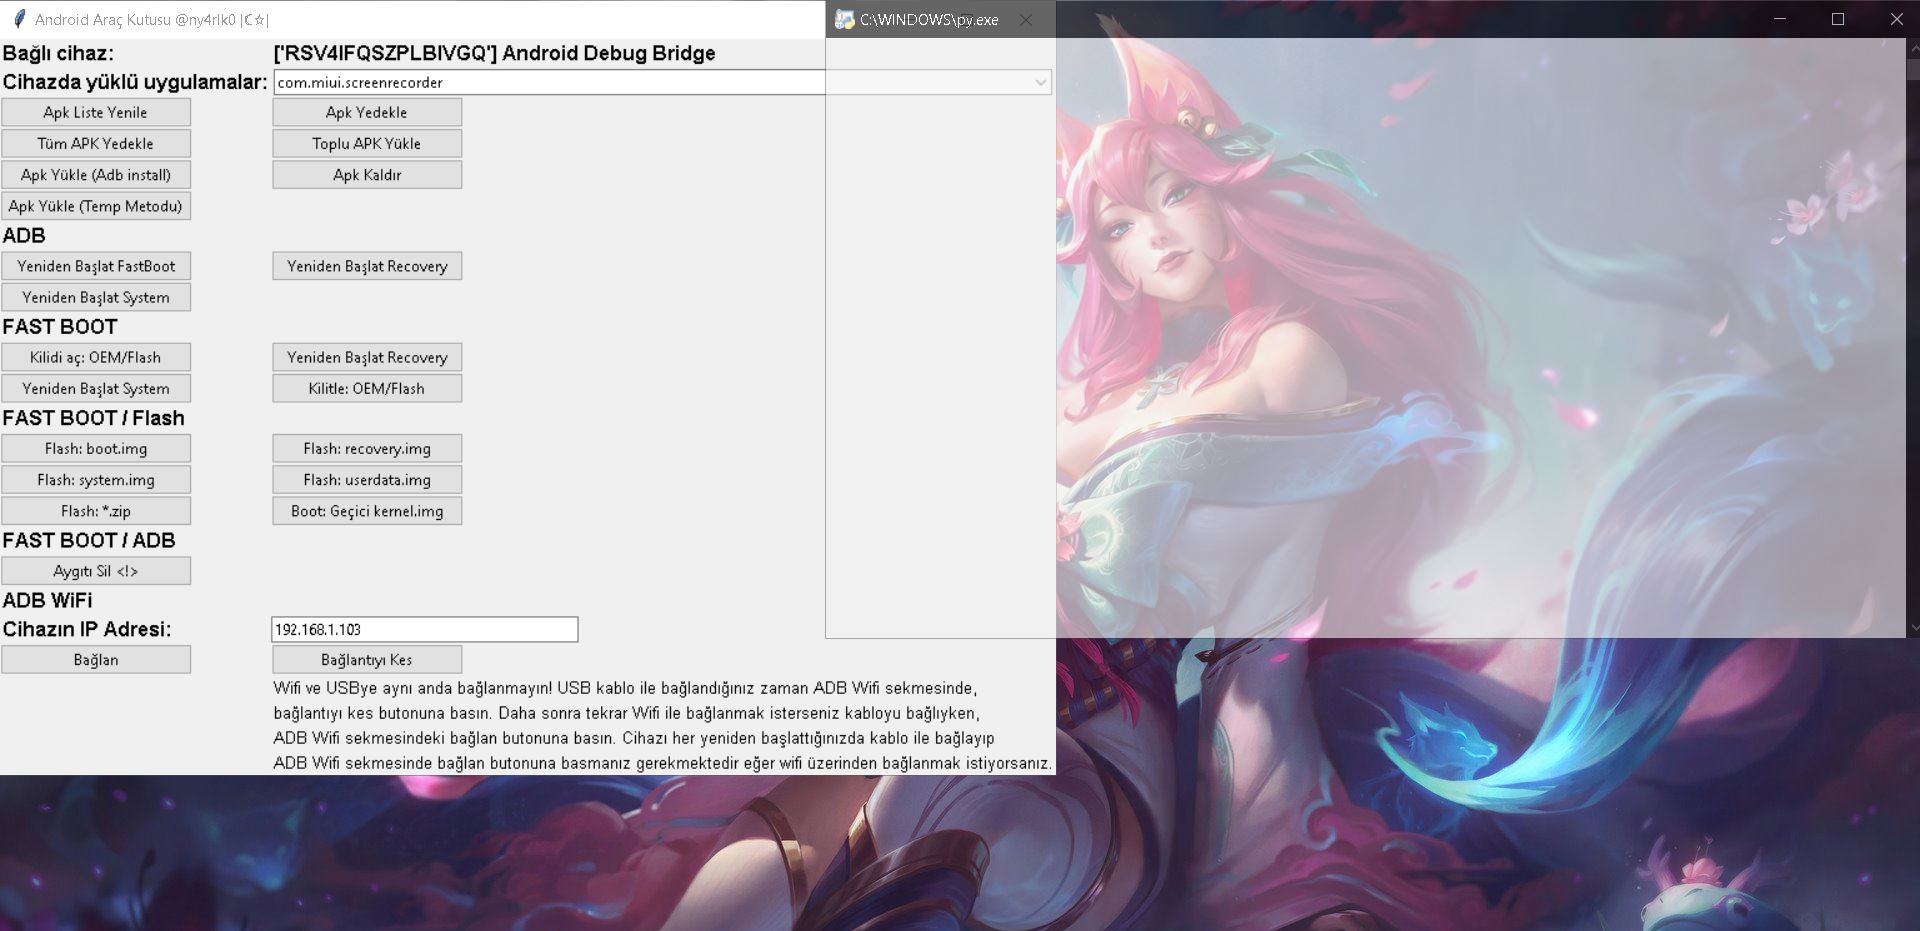 Android Araç Kutusu @ny4rlk0 |☾☆|
C:\WINDOWS\py.exe
Bağlı cihaz: ['RSV4IFQSZPLBIVGQ'] Android Debug Bridge
Cihazda yüklü uygulamalar: com.miui.screenrecorder
Apk Liste Yenile Apk Yedekle
Tüm APK Yedekle Toplu APK Yükle
Apk Yükle (Adb install) Apk Kaldır
Apk Yükle (Temp Metodu)
ADB
Yeniden Başlat FastBoot Yeniden Başlat Recovery
Yeniden Başlat System
FAST BOOT
Kilidi aç: OEM/Flash Yeniden Başlat Recovery
Yeniden Başlat System Kilitle: OEM/Flash
FAST BOOT / Flash
Flash: boot.img Flash: recovery.img
Flash: system.img Flash: userdata.img
Flash: *.zip Boot: Geçici kernel.img
FAST BOOT / ADB
Aygıtı Sil <!>
ADB WiFi
Cihazın IP Adresi: 192.168.1.103
Bağlan Bağlantıyı Kes
Wifi ve USBye aynı anda bağlanmayın! USB kablo ile bağlandığınız zaman ADB Wifi sekmesinde,
bağlantıyı kes butonuna basın. Daha sonra tekrar Wifi ile bağlanmak isterseniz kabloyu bağlıyken,
ADB Wifi sekmesindeki bağlan butonuna basın. Cihazı her yeniden başlattığınızda kablo ile bağlayıp
ADB Wifi sekmesinde bağlan butonuna basmanız gerekmektedir eğer wifi üzerinden bağlanmak istiyorsanız.